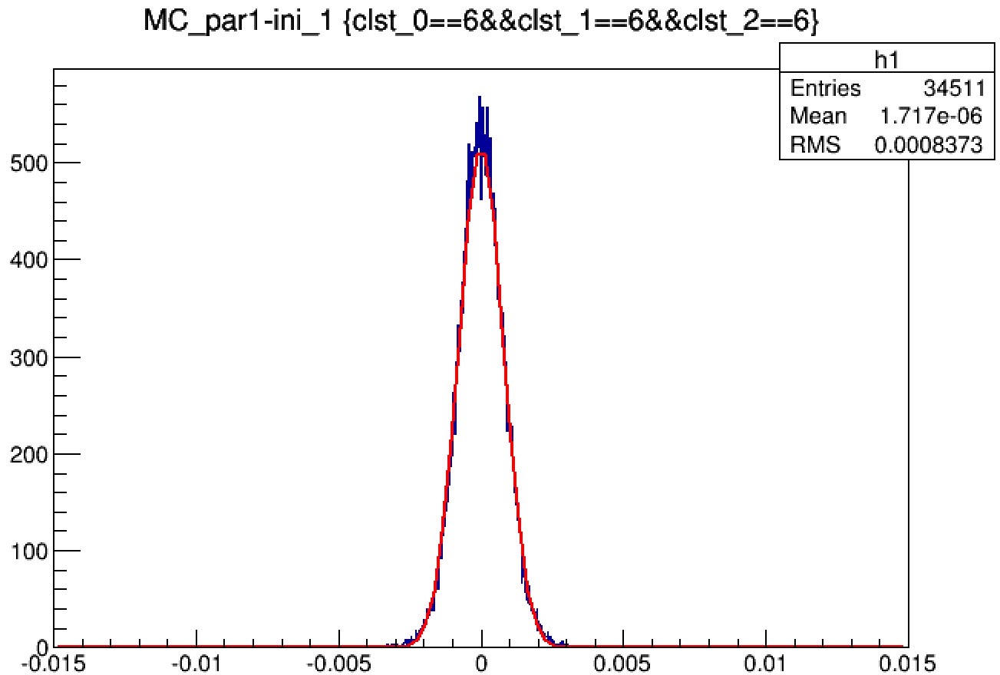 MC_par1-ini_1 {clst_0==6&&clst_1==6&&clst_2==6}
h1
Entries 34511
Mean 1.717e-06
RMS 0.0008373
500
400
300
200
100
0
-0.015 -0.01 -0.005 0 0.005 0.01 0.015